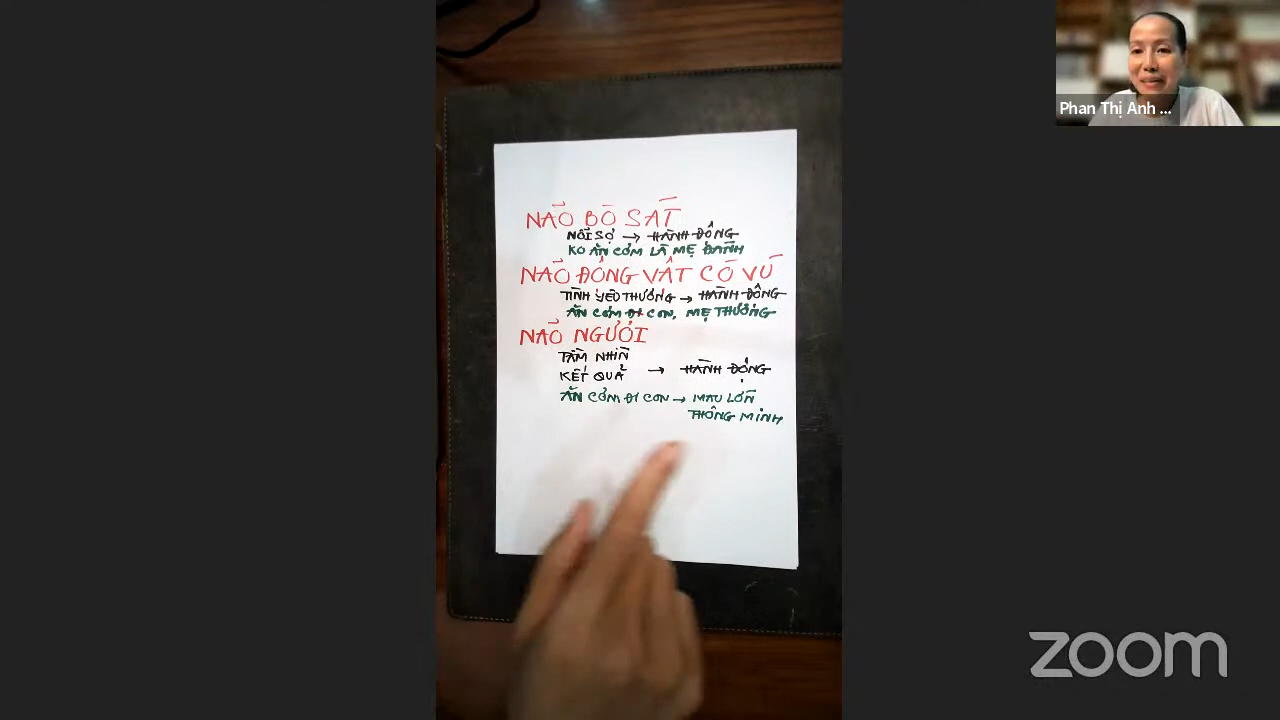 NÃO BÒ SÁT
NỖI SỢ → HÀNH ĐỘNG
KO ĂN CƠM LÀ MẸ ĐÁNH
NÃO ĐỘNG VẬT CÓ VÚ
TÌNH YÊU THƯƠNG → HÀNH ĐỘNG
ĂN CƠM ĐI CON, MẸ THƯƠNG
NÃO NGƯỜI
TẦM NHÌN
KẾT QUẢ → HÀNH ĐỘNG
ĂN CƠM ĐI CON → MAU LỚN
THÔNG MINH
Phan Thị Anh ...
zoom